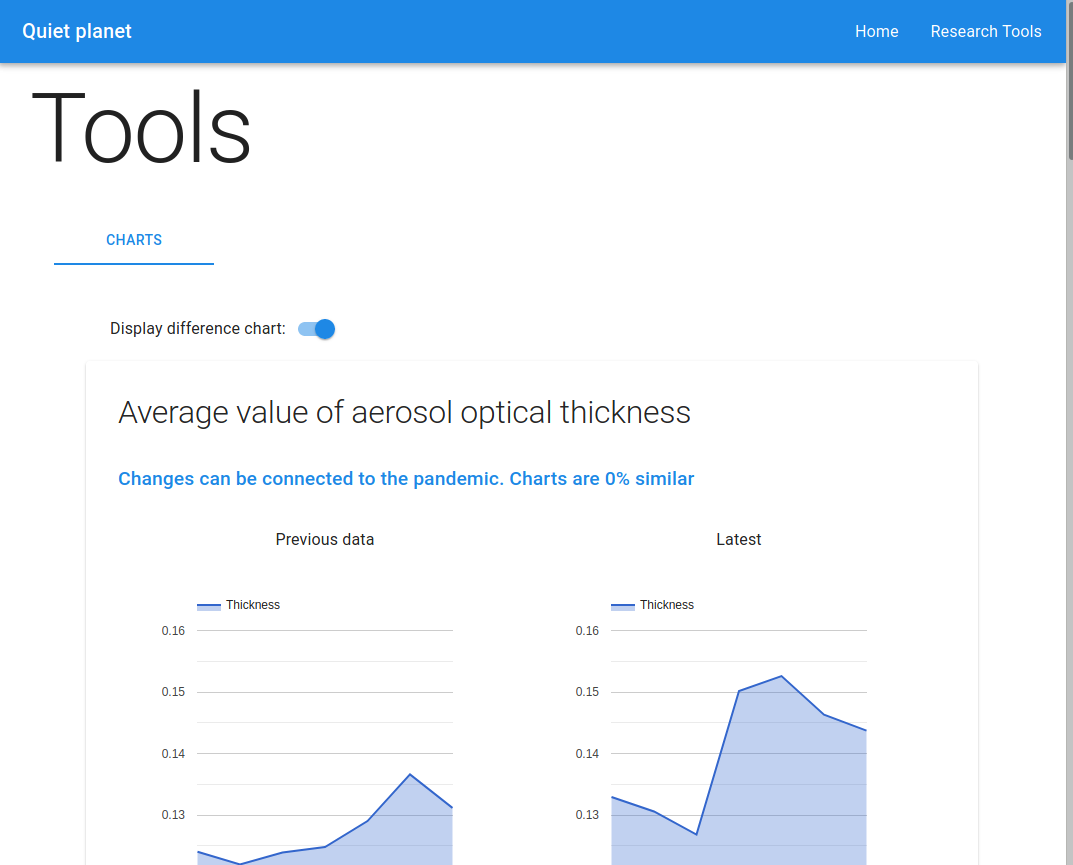 Quiet planet
Home
Research Tools
Tools
CHARTS
Display difference chart:
Average value of aerosol optical thickness
Changes can be connected to the pandemic. Charts are 0% similar
Previous data
Latest
Thickness
0.16
0.15
0.14
0.13
Thickness
0.16
0.15
0.14
0.13